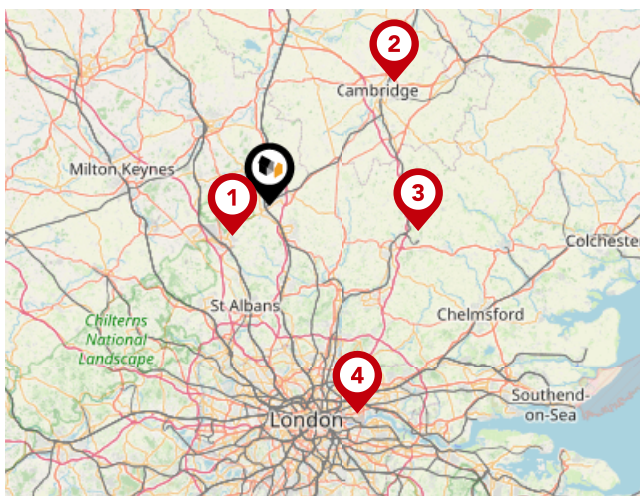 2
Cambridge
Milton Keynes
1
3
Colchester
St Albans
Chelmsford
Chilterns
National
Landscape
4
Southend-
on-Sea
London